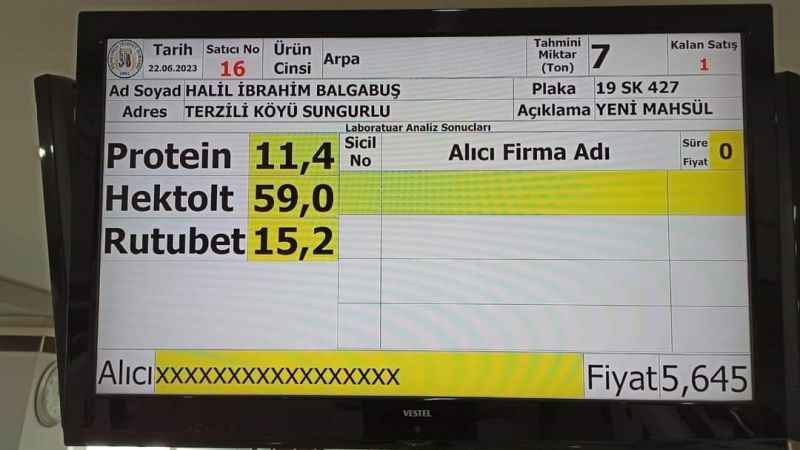 Tarih Satıcı No Ürün Cinsi Arpa Tahmini Miktar (Ton) 7 Kalan Satış
22.06.2023 16 1
Ad Soyad HALİL İBRAHİM BALGABUŞ Plaka 19 SK 427
Adres TERZİLİ KÖYÜ SUNGURLU Açıklama YENİ MAHSÜL
Laboratuar Analiz Sonuçları
Protein 11,4 Sicil No Alıcı Firma Adı Süre Fiyat 0
Hektolt 59,0
Rutubet 15,2
Alıcı XXXXXXXXXXXXXXXXX Fiyat 5,645
VESTEL